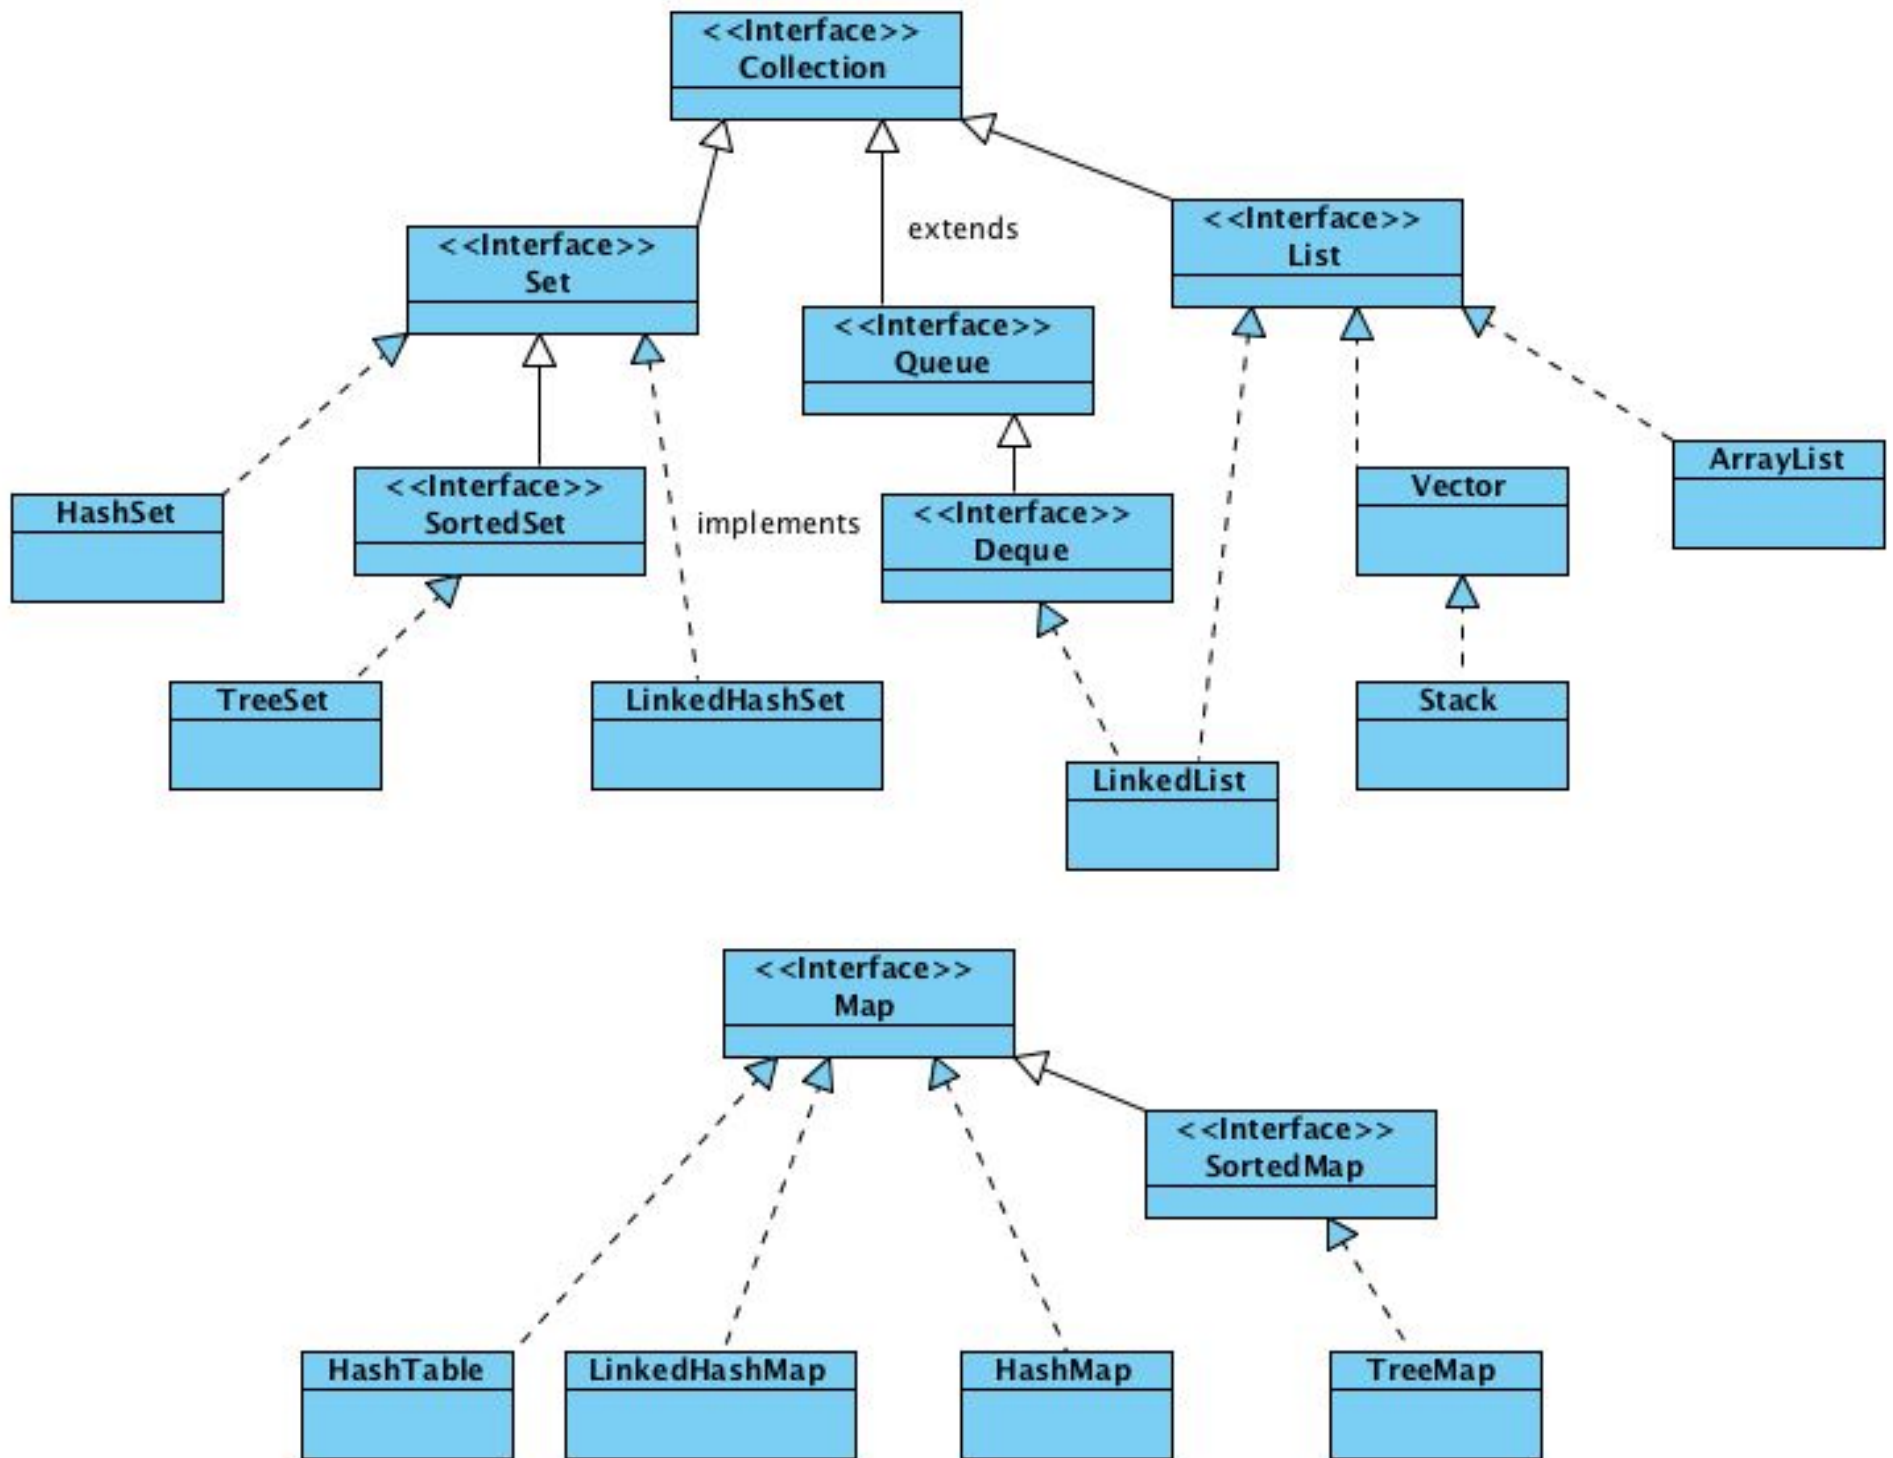 <<Interface>>
Collection
<<Interface>>
Set
extends
<<Interface>>
List
<<Interface>>
Queue
HashSet
<<Interface>>
SortedSet
implements
<<Interface>>
Deque
Vector
ArrayList
TreeSet
LinkedHashSet
LinkedList
Stack
<<Interface>>
Map
<<Interface>>
SortedMap
HashTable
LinkedHashMap
HashMap
TreeMap